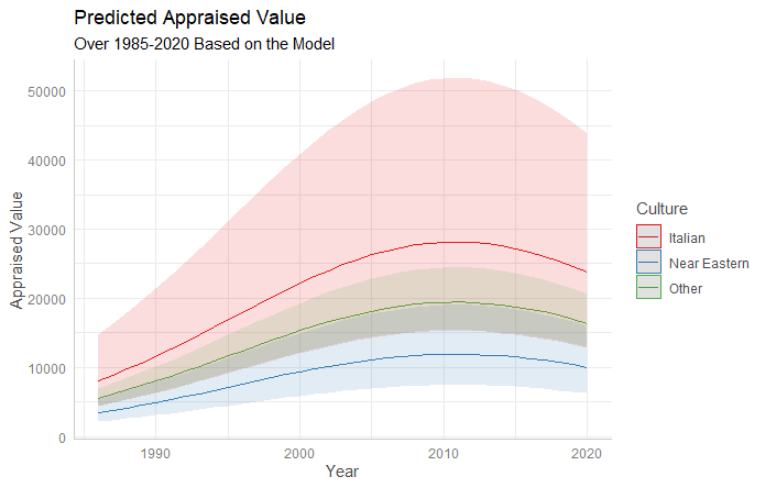 Predicted Appraised Value
Over 1985-2020 Based on the Model
50000
40000
30000
20000
10000
0
Appraised Value
1990
2000
2010
2020
Year
Culture
Italian
Near Eastern
Other